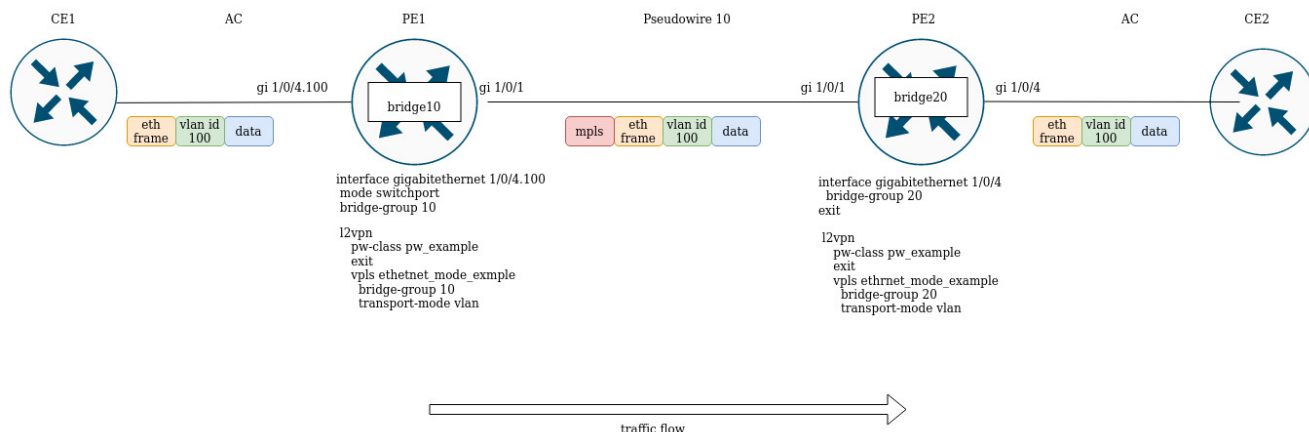 CE1
AC
PE1
Pseudowire 10
PE2
AC
CE2
gi 1/0/4.100
gi 1/0/1
gi 1/0/1
gi 1/0/4
bridge10
bridge20
eth frame
vlan id 100
data
mpls
eth frame
vlan id 100
data
eth frame
vlan id 100
data
interface gigabitethernet 1/0/4.100
mode switchport
bridge-group 10
l2vpn
pw-class pw_example
exit
vpls ethetnet_mode_exmple
bridge-group 10
transport-mode vlan
interface gigabitethernet 1/0/4
bridge-group 20
exit
l2vpn
pw-class pw_example
exit
vpls ethrnet_mode_example
bridge-group 20
transport-mode vlan
traffic flow